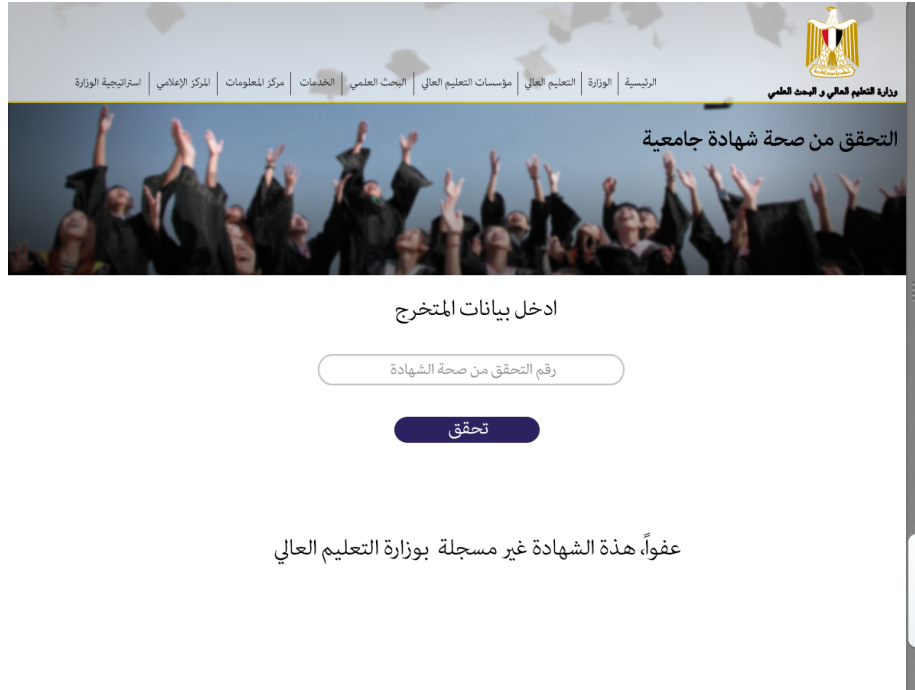 وزارة التعليم العالي و البحث العلمي
الرئيسية | الوزارة | التعليم العالي | مؤسسات التعليم العالي | البحث العلمي | الخدمات | مركز المعلومات | المركز الإعلامي | استراتيجية الوزارة
التحقق من صحة شهادة جامعية
ادخل بيانات المتخرج
رقم التحقق من صحة الشهادة
تحقق
عفواً، هذة الشهادة غير مسجلة بوزارة التعليم العالي